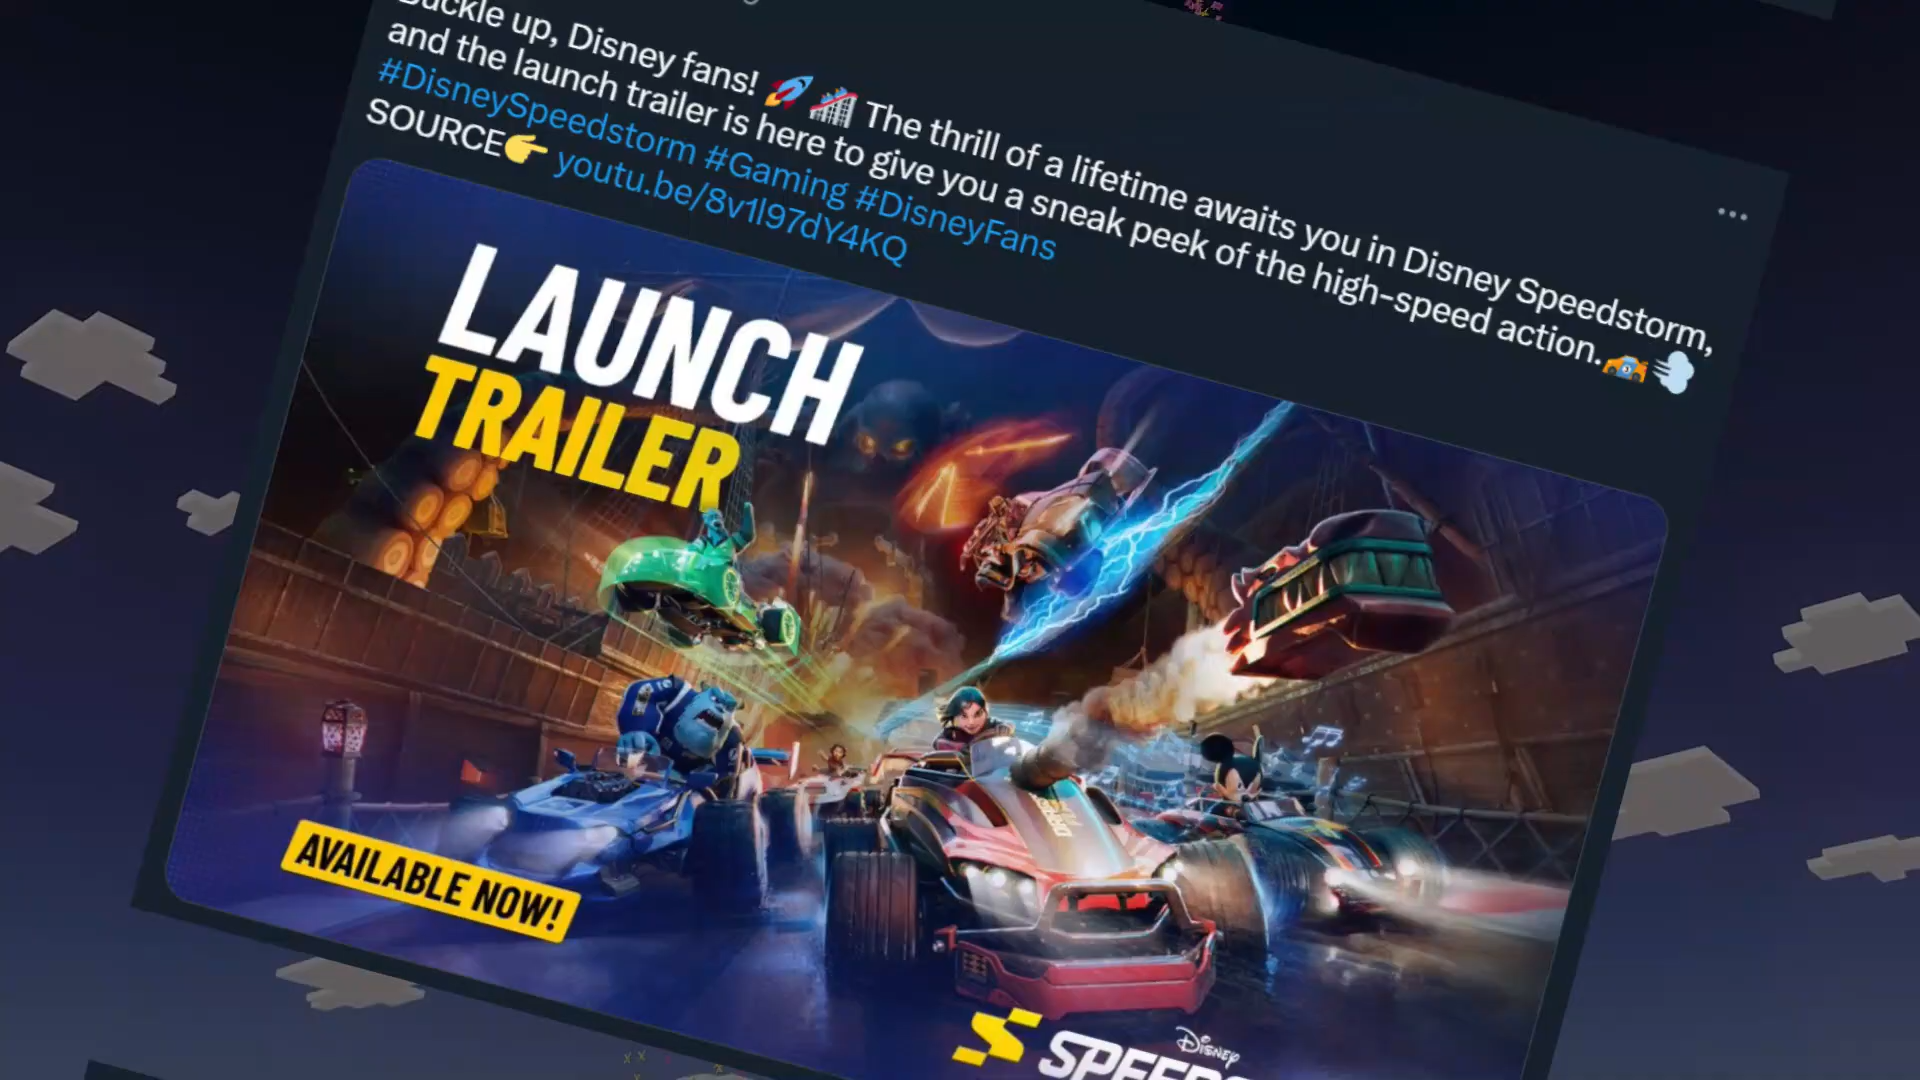 Buckle up, Disney fans! 🚀🎢 The thrill of a lifetime awaits you in Disney Speedstorm,
and the launch trailer is here to give you a sneak peek of the high-speed action.🏎️💨
#DisneySpeedstorm #Gaming #DisneyFans
SOURCE👉 youtu.be/8v1l97dY4KQ
LAUNCH
TRAILER
AVAILABLE NOW!
Disney